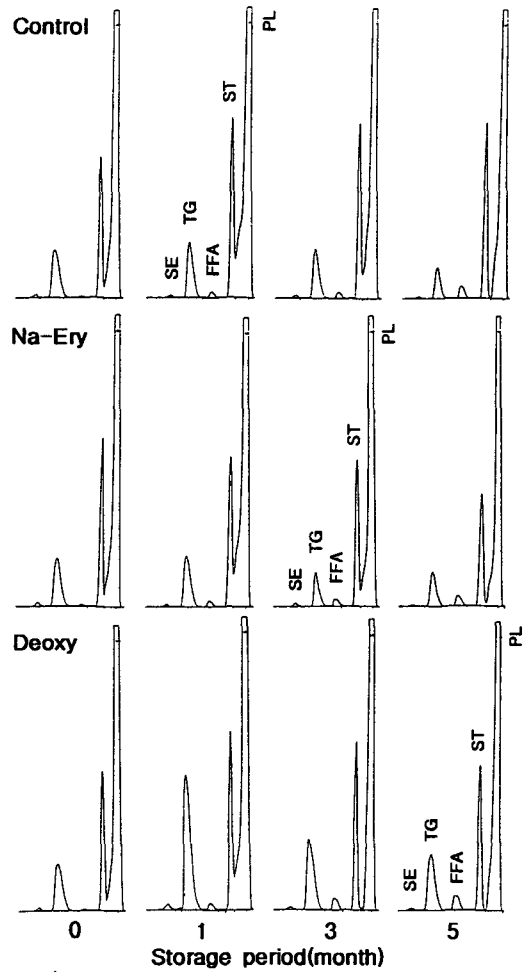 Control
PL
ST
TG
SE
FFA
Na-Ery
PL
ST
TG
SE
FFA
Deoxy
PL
ST
TG
SE
FFA
0 1 3 5
Storage period(month)